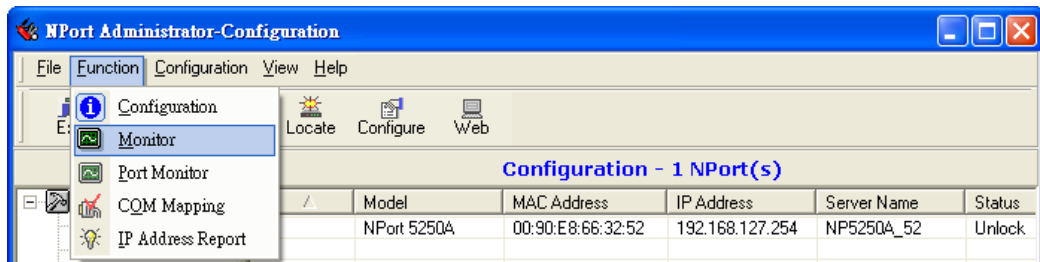 NPort Administrator-Configuration
File Function Configuration View Help
Locate Configure Web
Configuration
Monitor
Port Monitor
COM Mapping
IP Address Report
Configuration - 1 NPort(s)
Model MAC Address IP Address Server Name Status
NPort 5250A 00:90:E8:66:32:52 192.168.127.254 NP5250A_52 Unlock